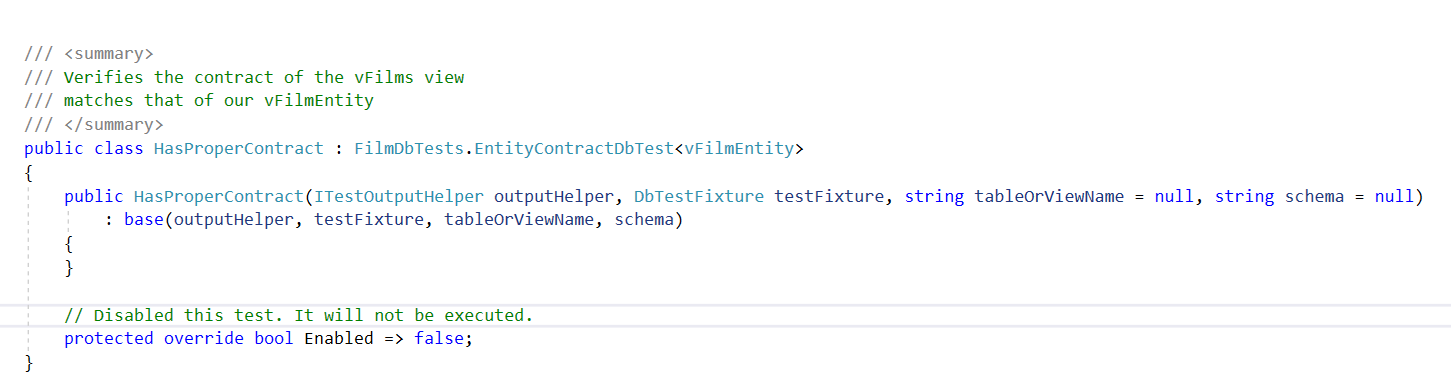 /// <summary>
/// Verifies the contract of the vFilms view
/// matches that of our vFilmEntity
/// </summary>
public class HasProperContract : FilmDbTests.EntityContractDbTest<vFilmEntity>
{
    public HasProperContract(ITestOutputHelper outputHelper, DbTestFixture testFixture, string tableOrViewName = null, string schema = null)
        : base(outputHelper, testFixture, tableOrViewName, schema)
    {
    }
    // Disabled this test. It will not be executed.
    protected override bool Enabled => false;
}